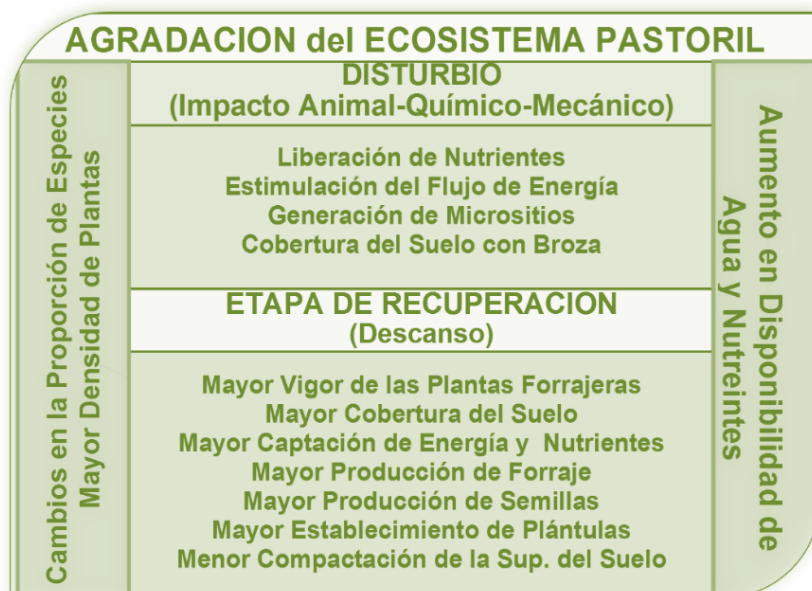 AGRADACION del ECOSISTEMA PASTORIL
Cambios en la Proporción de Especies
Mayor Densidad de Plantas
DISTURBIO
(Impacto Animal-Químico-Mecánico)
Liberación de Nutrientes
Estimulación del Flujo de Energía
Generación de Micrositios
Cobertura del Suelo con Broza
ETAPA DE RECUPERACION
(Descanso)
Mayor Vigor de las Plantas Forrajeras
Mayor Cobertura del Suelo
Mayor Captación de Energía y Nutrientes
Mayor Producción de Forraje
Mayor Producción de Semillas
Mayor Establecimiento de Plántulas
Menor Compactación de la Sup. del Suelo
Aumento en Disponibilidad de
Agua y Nutreintes